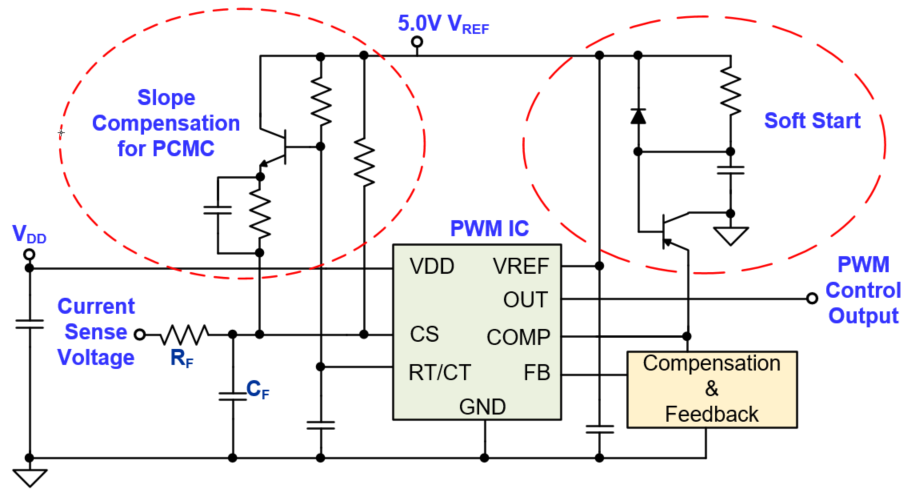 5.0V VREF
Slope
Compensation
for PCMC
Soft Start
VDD
PWM IC
VDD
VREF
PWM
Control
Output
OUT
Current
Sense
Voltage
RF
CF
CS
COMP
RT/CT
FB
GND
Compensation
&
Feedback